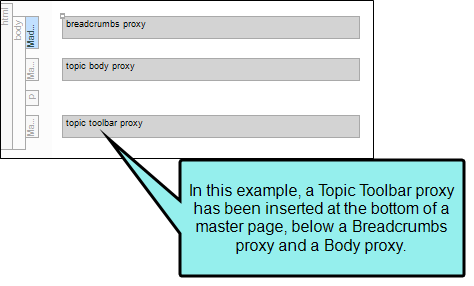 html
body
Mad...
breadcrumbs proxy
Ma...
topic body proxy
p
Ma...
topic toolbar proxy
In this example, a Topic Toolbar proxy
has been inserted at the bottom of a
master page, below a Breadcrumbs
proxy and a Body proxy.